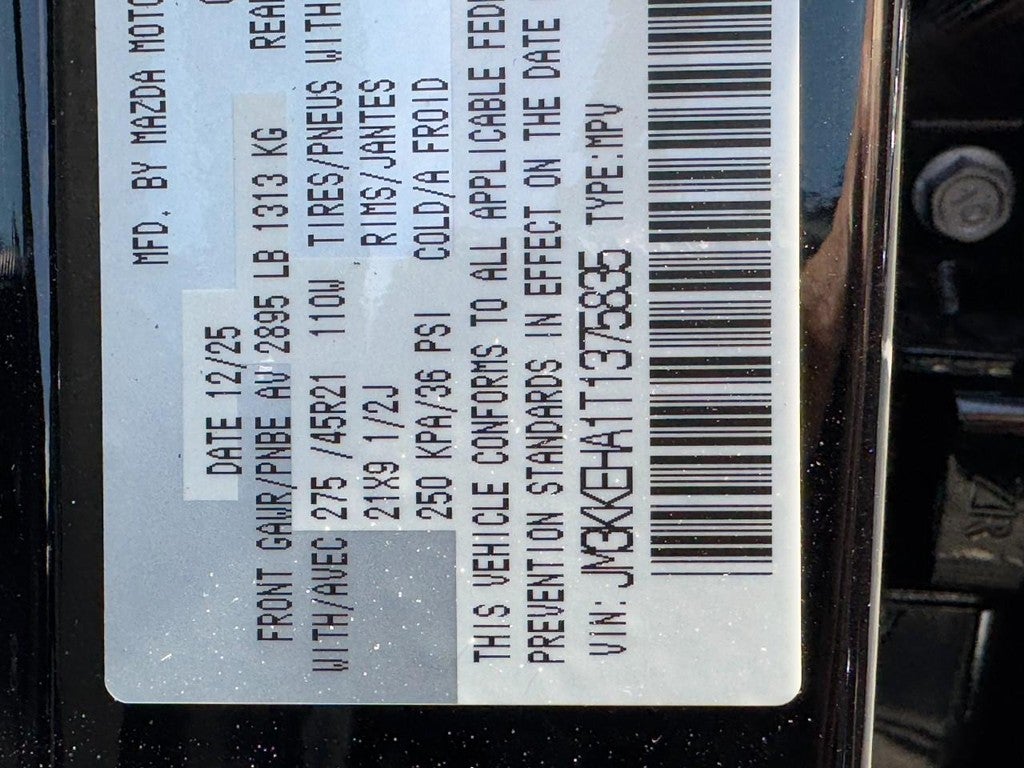 MFD. BY MAZDA MOTO
DATE 12/25
FRONT GAWR/PNBE AV 2895 LB 1313 KG REA
WITH/AVEC 275 /45R21 110W TIRES/PNEUS WITH
21X9 1/2J RIMS/JANTES
250 KPA/36 PSI COLD/A FROID
THIS VEHICLE CONFORMS TO ALL APPLICABLE FED
PREVENTION STANDARDS IN EFFECT ON THE DATE
VIN: JM3KKEHA1T1375835 TYPE:MPV